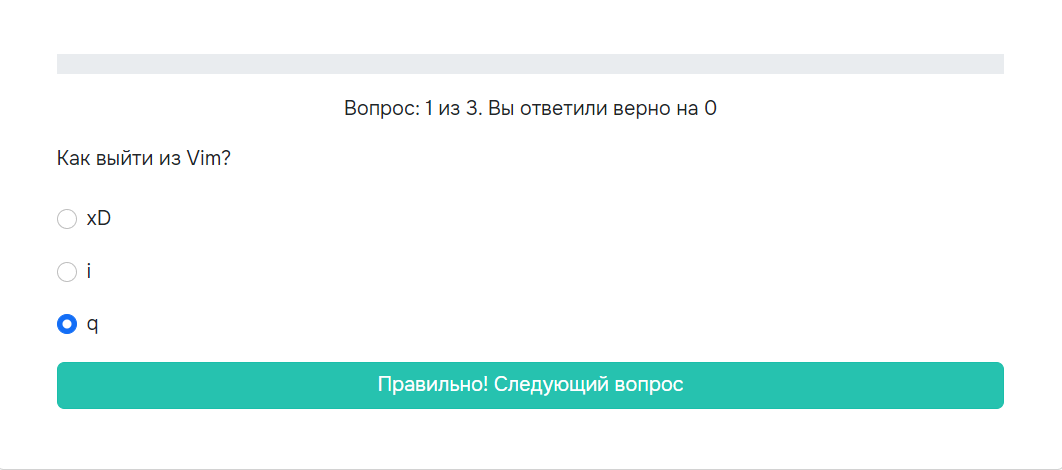 Вопрос: 1 из 3. Вы ответили верно на 0
Как выйти из Vim?
xD
i
q
Правильно! Следующий вопрос